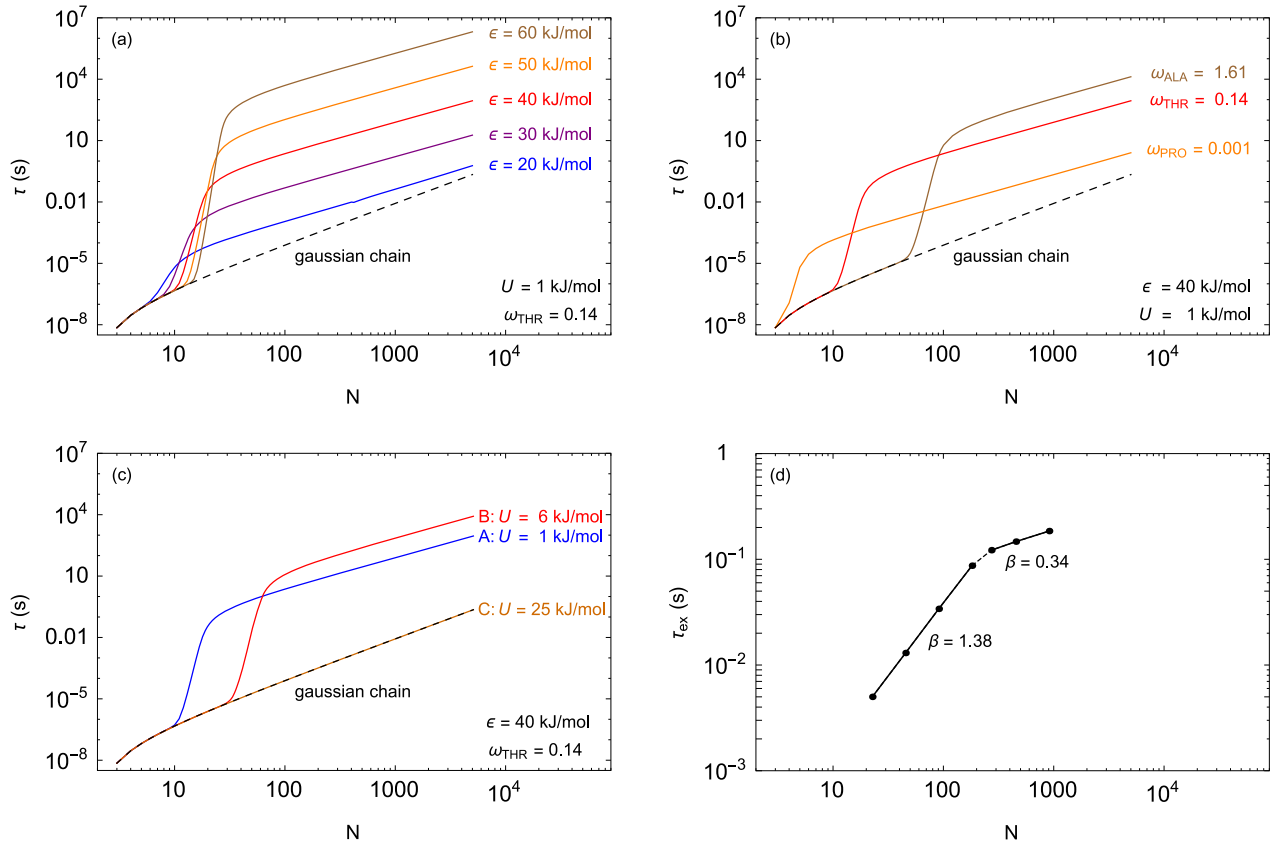 (a)
10^7
10^4
10
0.01
10^-5
10^-8
τ (s)
ϵ = 60 kJ/mol
ϵ = 50 kJ/mol
ϵ = 40 kJ/mol
ϵ = 30 kJ/mol
ϵ = 20 kJ/mol
gaussian chain
U = 1 kJ/mol
ω_THR = 0.14
10 100 1000 10^4
N
(b)
10^7
10^4
10
0.01
10^-5
10^-8
τ (s)
ω_ALA = 1.61
ω_THR = 0.14
ω_PRO = 0.001
gaussian chain
ϵ = 40 kJ/mol
U = 1 kJ/mol
10 100 1000 10^4
N
(c)
10^7
10^4
10
0.01
10^-5
10^-8
τ (s)
B: U = 6 kJ/mol
A: U = 1 kJ/mol
C: U = 25 kJ/mol
gaussian chain
ϵ = 40 kJ/mol
ω_THR = 0.14
10 100 1000 10^4
N
(d)
1
10^-1
10^-2
10^-3
τ_ex (s)
β = 0.34
β = 1.38
10 100 1000 10^4
N